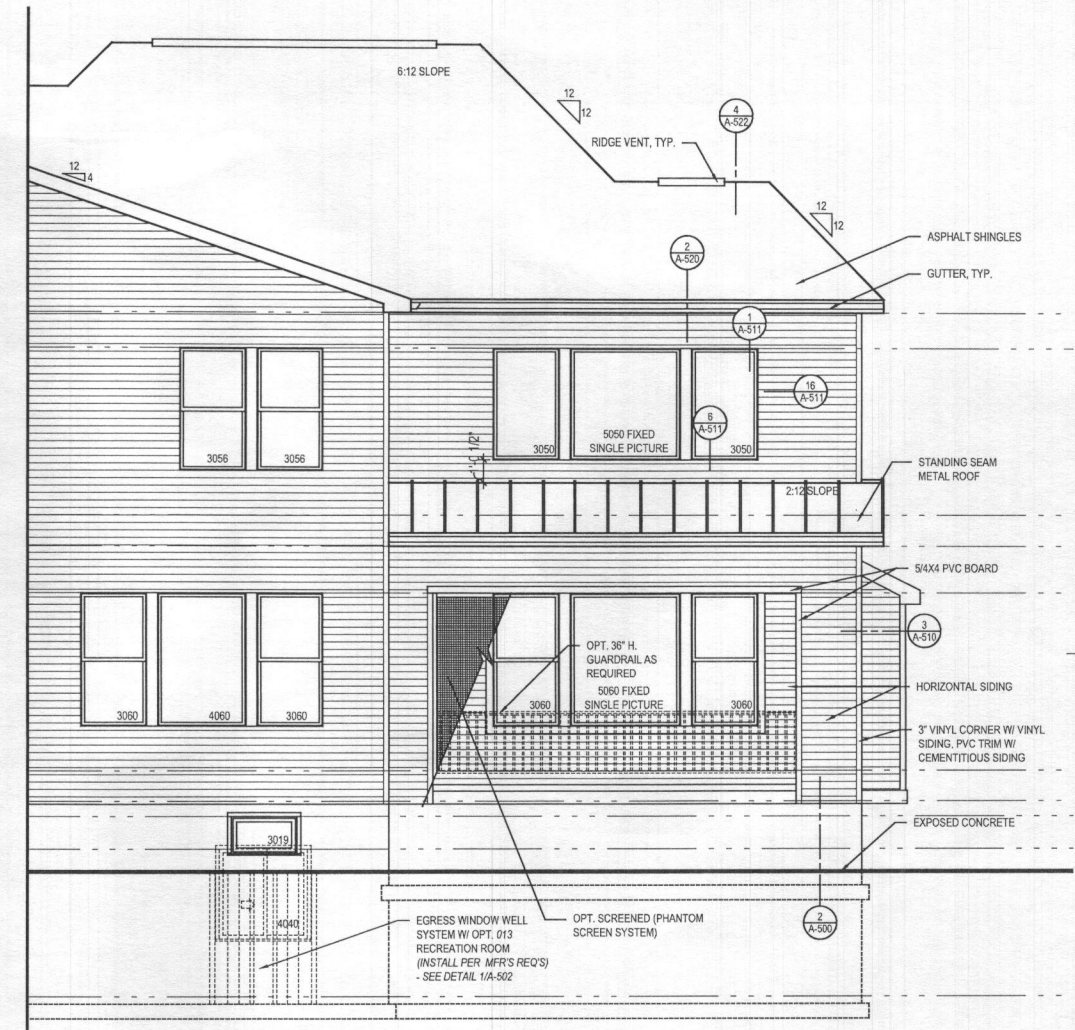 6:12 SLOPE
12
12
4
A-522
RIDGE VENT, TYP.
12
4
12
12
ASPHALT SHINGLES
2
A-520
GUTTER, TYP.
1
A-511
16
A-511
6
A-511
5050 FIXED
SINGLE PICTURE
3056
3056
3050
3050
STANDING SEAM
METAL ROOF
2:12 SLOPE
5/4X4 PVC BOARD
3
A-510
OPT. 36" H.
GUARDRAIL AS
REQUIRED
5060 FIXED
SINGLE PICTURE
HORIZONTAL SIDING
3060
4060
3060
3060
3060
3" VINYL CORNER W/ VINYL
SIDING, PVC TRIM W/
CEMENTITIOUS SIDING
EXPOSED CONCRETE
3019
4040
EGRESS WINDOW WELL
SYSTEM W/ OPT. 013
RECREATION ROOM
(INSTALL PER MFR'S REQ'S)
- SEE DETAIL 1/A-502
OPT. SCREENED (PHANTOM
SCREEN SYSTEM)
2
A-500